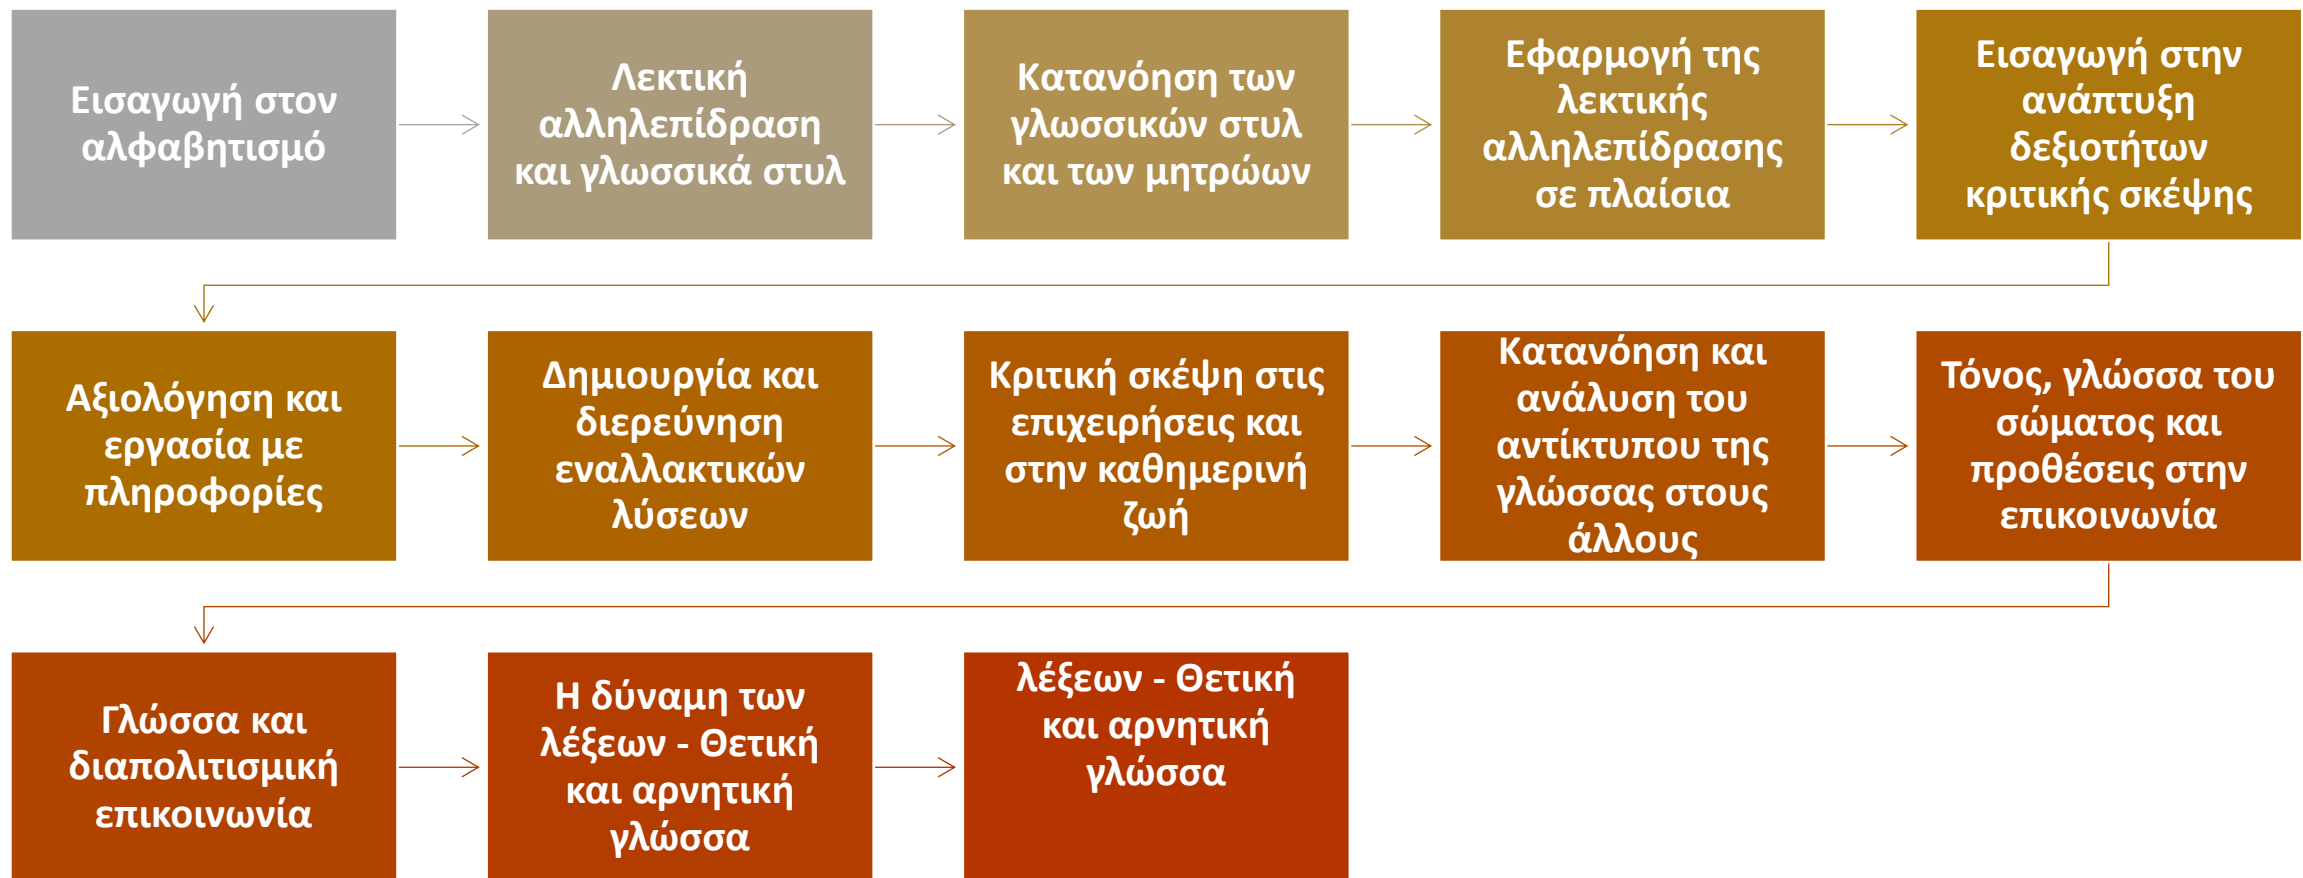 Εισαγωγή στον
αλφαβητισμό
Λεκτική
αλληλεπίδραση
και γλωσσικά στυλ
Κατανόηση των
γλωσσικών στυλ
και των μητρώων
Εφαρμογή της
λεκτικής
αλληλεπίδρασης
σε πλαίσια
Εισαγωγή στην
ανάπτυξη
δεξιοτήτων
κριτικής σκέψης
Αξιολόγηση και
εργασία με
πληροφορίες
Δημιουργία και
διερεύνηση
εναλλακτικών
λύσεων
Κριτική σκέψη στις
επιχειρήσεις και
στην καθημερινή
ζωή
Κατανόηση και
ανάλυση του
αντίκτυπου της
γλώσσας στους
άλλους
Τόνος, γλώσσα του
σώματος και
προθέσεις στην
επικοινωνία
Γλώσσα και
διαπολιτισμική
επικοινωνία
Η δύναμη των
λέξεων - Θετική
και αρνητική
γλώσσα
λέξεων - Θετική
και αρνητική
γλώσσα